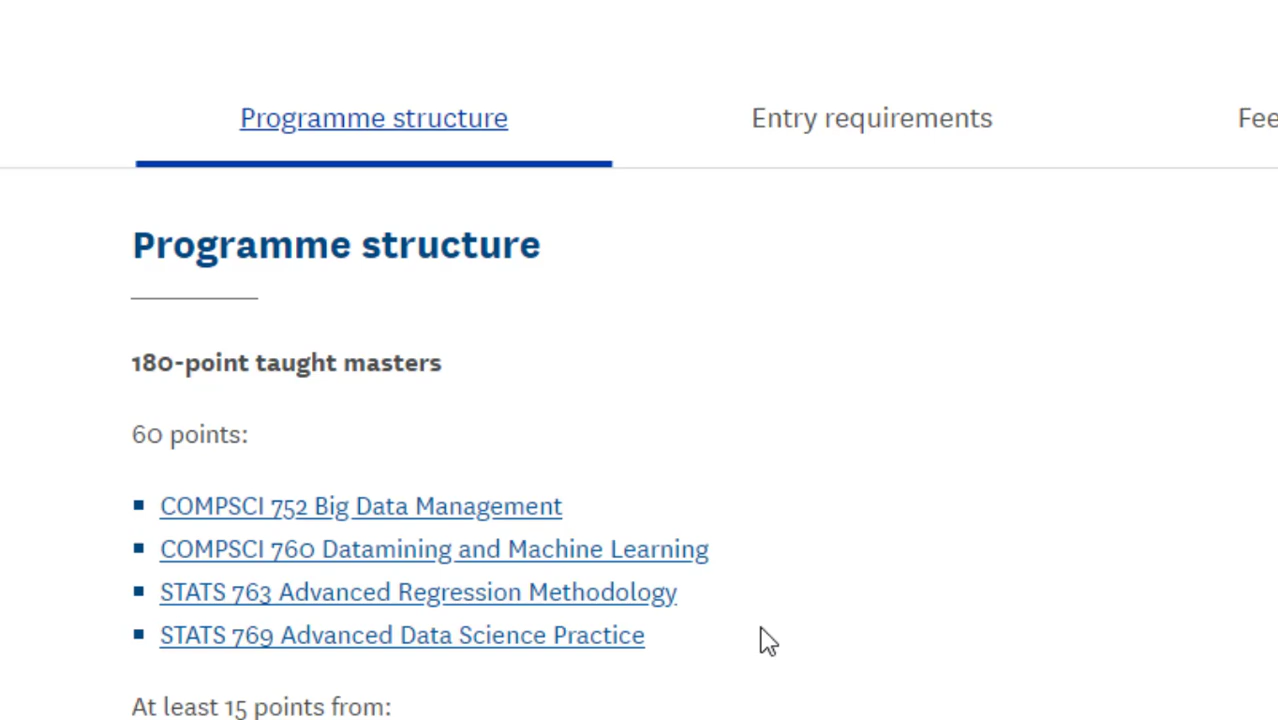 Programme structure
Entry requirements
Fee
Programme structure
180-point taught masters
60 points:
COMPSCI 752 Big Data Management
COMPSCI 760 Datamining and Machine Learning
STATS 763 Advanced Regression Methodology
STATS 769 Advanced Data Science Practice
At least 15 points from: